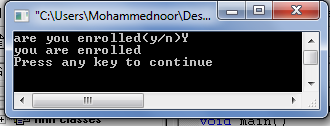 "C:\Users\Mohammednoor\Des...
are you enrolled(y/n)Y
you are enrolled
Press any key to continue
void main()